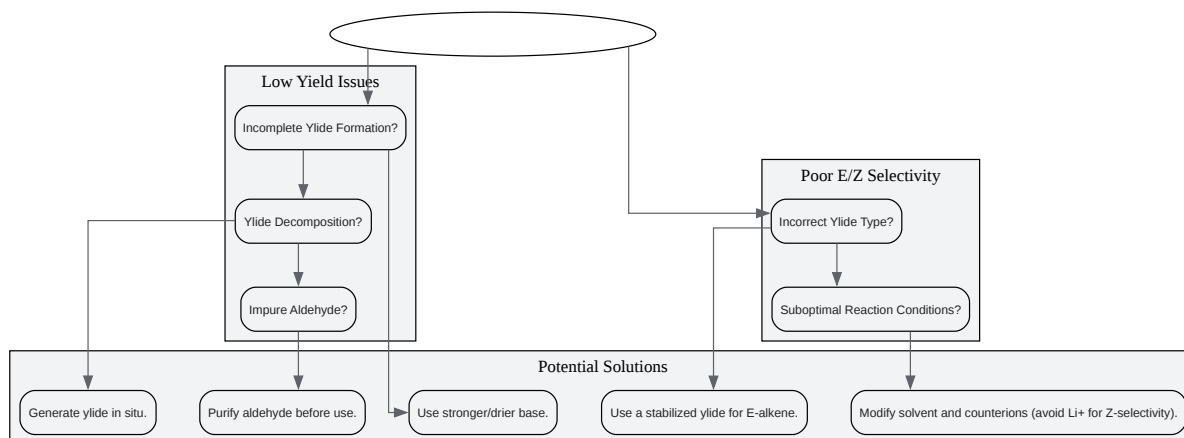 Low Yield Issues
Incomplete Ylide Formation?
Ylide Decomposition?
Impure Aldehyde?
Poor E/Z Selectivity
Incorrect Ylide Type?
Suboptimal Reaction Conditions?
Potential Solutions
Generate ylide in situ.
Purify aldehyde before use.
Use stronger/drier base.
Use a stabilized ylide for E-alkene.
Modify solvent and counterions (avoid Li+ for Z-selectivity).